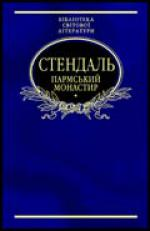 БІБЛІОТЕКА
СВІТОВОЇ
ЛІТЕРАТУРИ
СТЕНДАЛЬ
ПАРМСЬКИЙ
МОНАСТИР